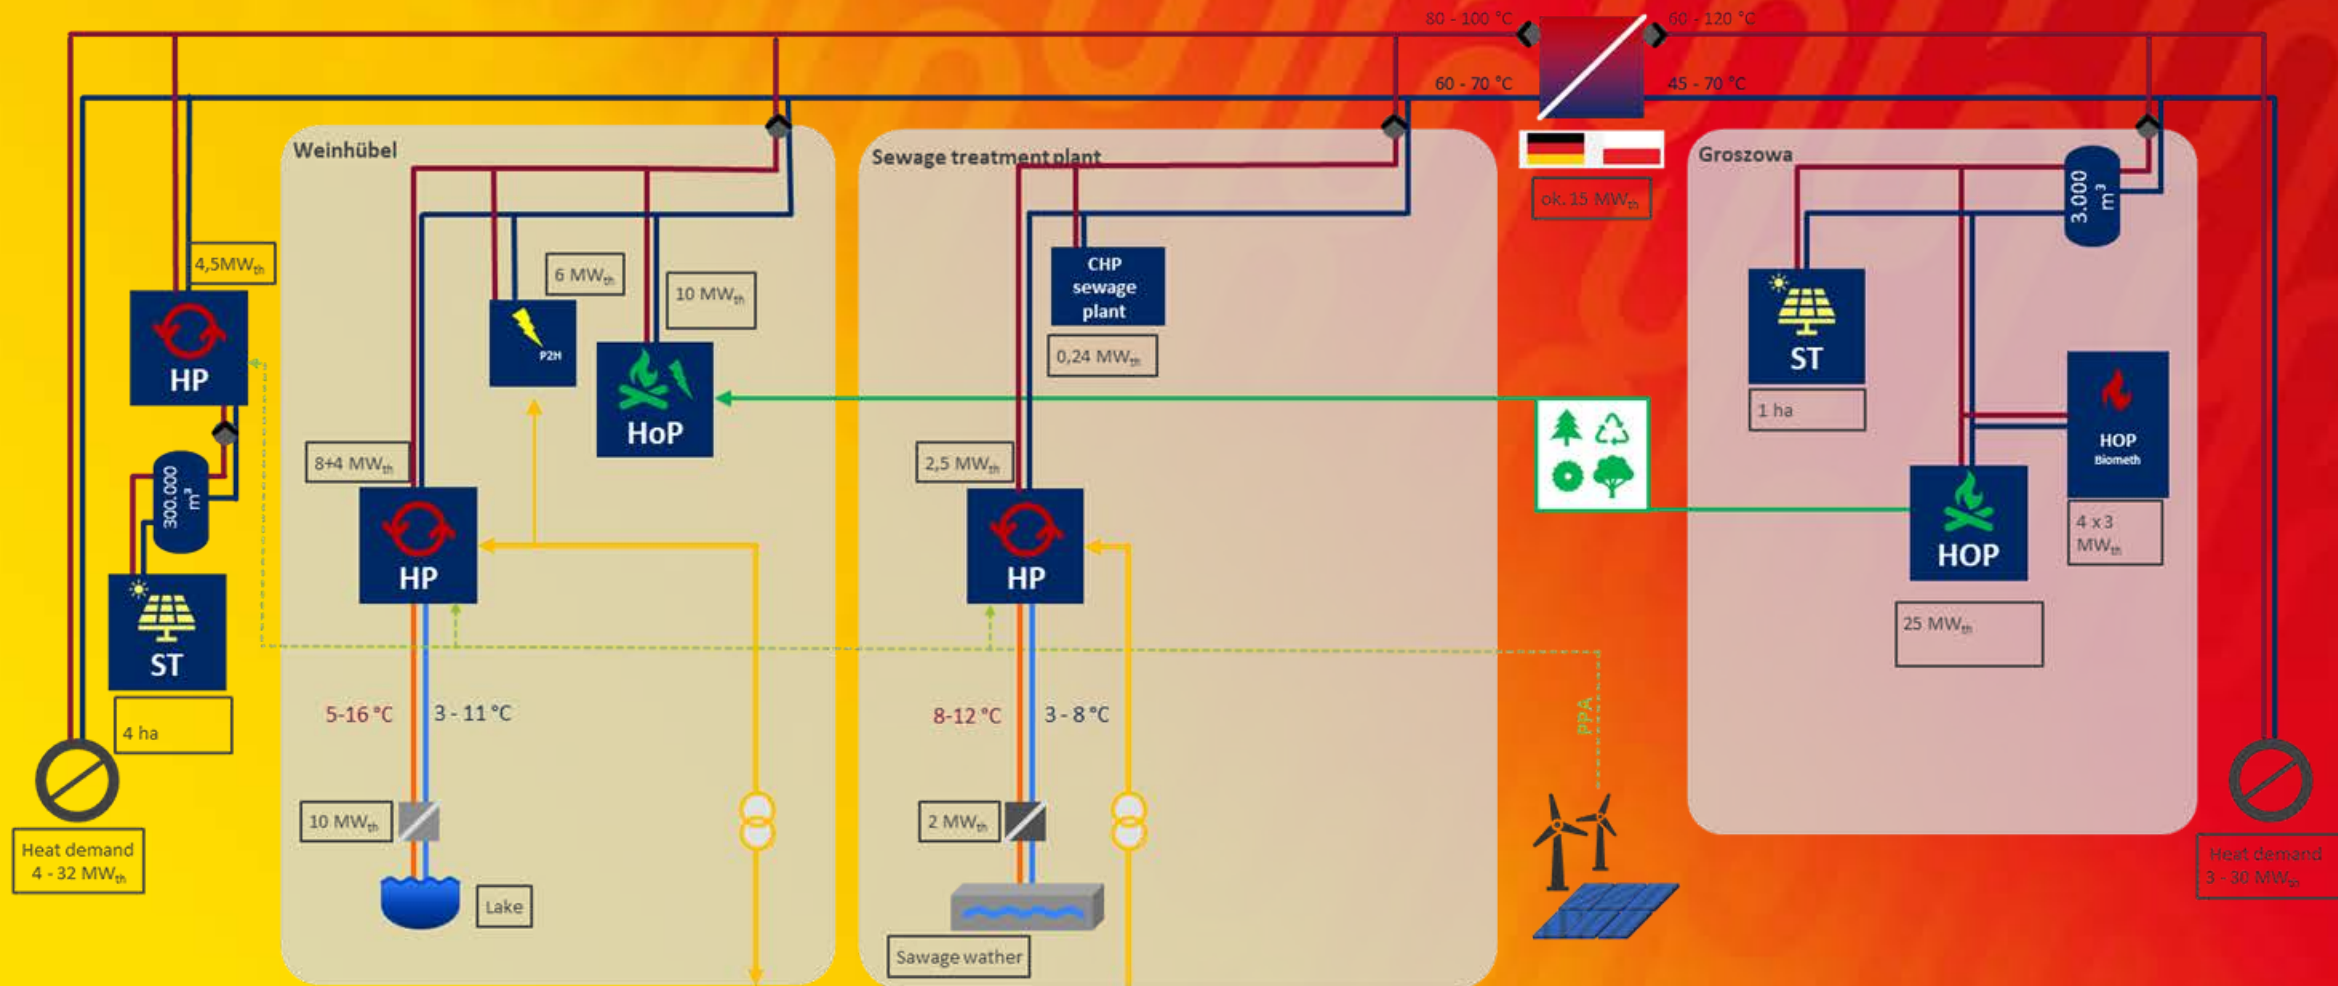 80 - 100 °C
60 - 120 °C
60 - 70 °C
45 - 70 °C
ok. 15 MWth
4,5MWth
HP
300.000
m³
ST
4 ha
Heat demand
4 - 32 MWth
Weinhübel
6 MWth
10 MWth
P2H
HoP
8+4 MWth
HP
5-16 °C
3 - 11 °C
10 MWth
Lake
Sewage treatment plant
CHP
sewage
plant
0,24 MWth
2,5 MWth
HP
8-12 °C
3 - 8 °C
2 MWth
Sawage wather
PPA
Groszowa
3.000
m³
ST
1 ha
HOP
Biometh
4 x 3
MWth
HOP
25 MWth
Heat demand
3 - 30 MWth